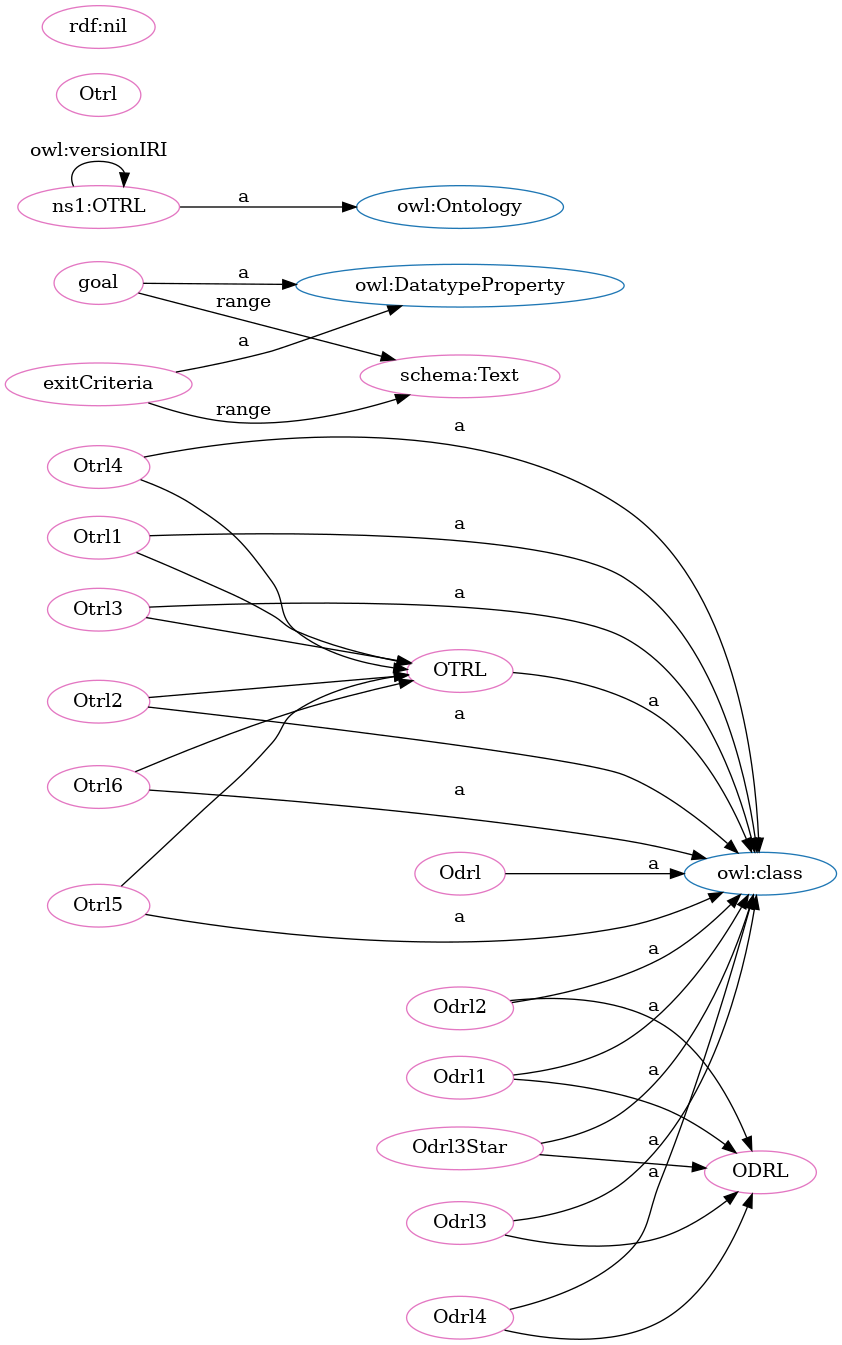 rdf:nil
Otrl
owl:versionIRI
ns1:OTRL
a
owl:Ontology
goal
a
owl:DatatypeProperty
range
a
exitCriteria
schema:Text
range
a
Otrl4
a
Otrl1
a
Otrl3
OTRL
Otrl2
a
a
Otrl6
a
Odrl
a
owl:class
Otrl5
a
a
Odrl2
a
Odrl1
a
Odrl3Star
a
a
ODRL
Odrl3
Odrl4